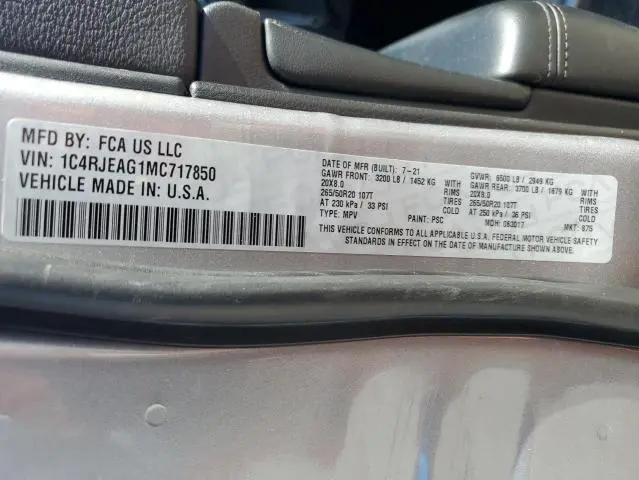 MFD BY: FCA US LLC
VIN: 1C4RJEAG1MC717850
VEHICLE MADE IN: U.S.A.
DATE OF MFR (BUILT): 7-21 GVWR: 6500 LB / 2949 KG
GAWR FRONT: 3200 LB / 1452 KG WITH GAWR REAR: 3700 LB / 1679 KG WITH
20X8.0 RIMS 20X8.0 RIMS
265/50R20 107T TIRES 265/50R20 107T TIRES
AT 230 kPa / 33 PSI COLD AT 250 kPa / 36 PSI COLD
TYPE: MPV PAINT: PSC MDH: 063017 MKT: 875
THIS VEHICLE CONFORMS TO ALL APPLICABLE U.S.A. FEDERAL MOTOR VEHICLE SAFETY
STANDARDS IN EFFECT ON THE DATE OF MANUFACTURE SHOWN ABOVE.